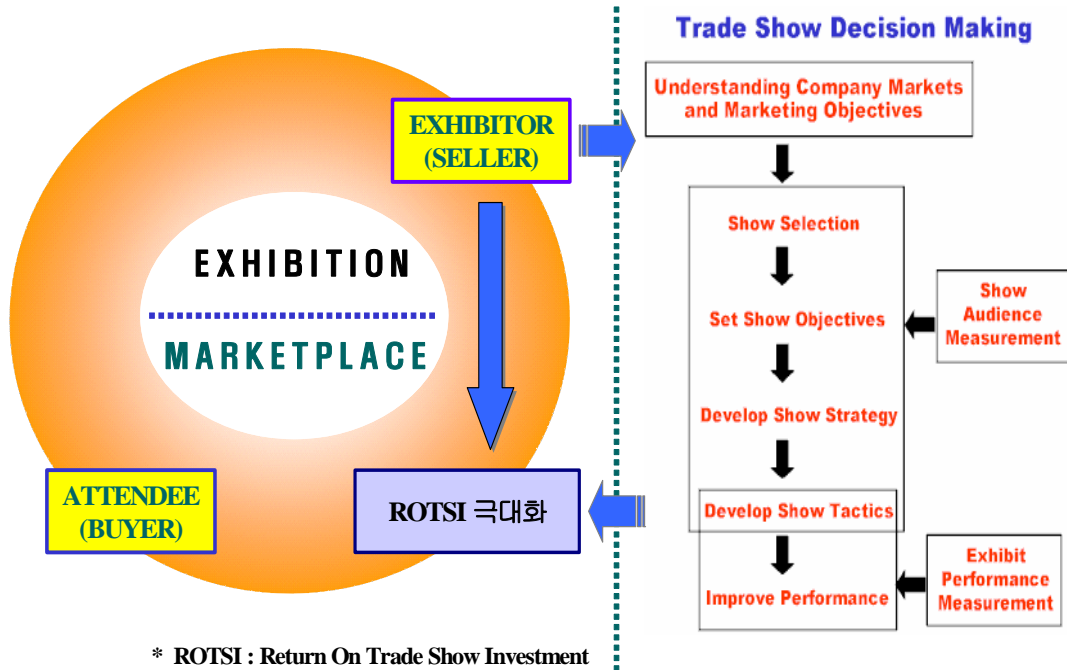 EXHIBITOR
(SELLER)
EXHIBITION
MARKETPLACE
ATTENDEE
(BUYER)
ROTSI 극대화
* ROTSI : Return On Trade Show Investment
Trade Show Decision Making
Understanding Company Markets
and Marketing Objectives
Show Selection
Set Show Objectives
Show
Audience
Measurement
Develop Show Strategy
Develop Show Tactics
Improve Performance
Exhibit
Performance
Measurement